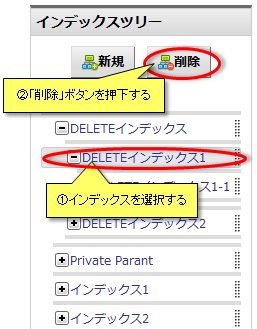 インデックスツリー
新規
削除
②「削除」ボタンを押下する
DELETEインデックス
DELETEインデックス1
インデックス1-1
①インデックスを選択する
DELETEインデックス2
Private Parant
インデックス1
インデックス2